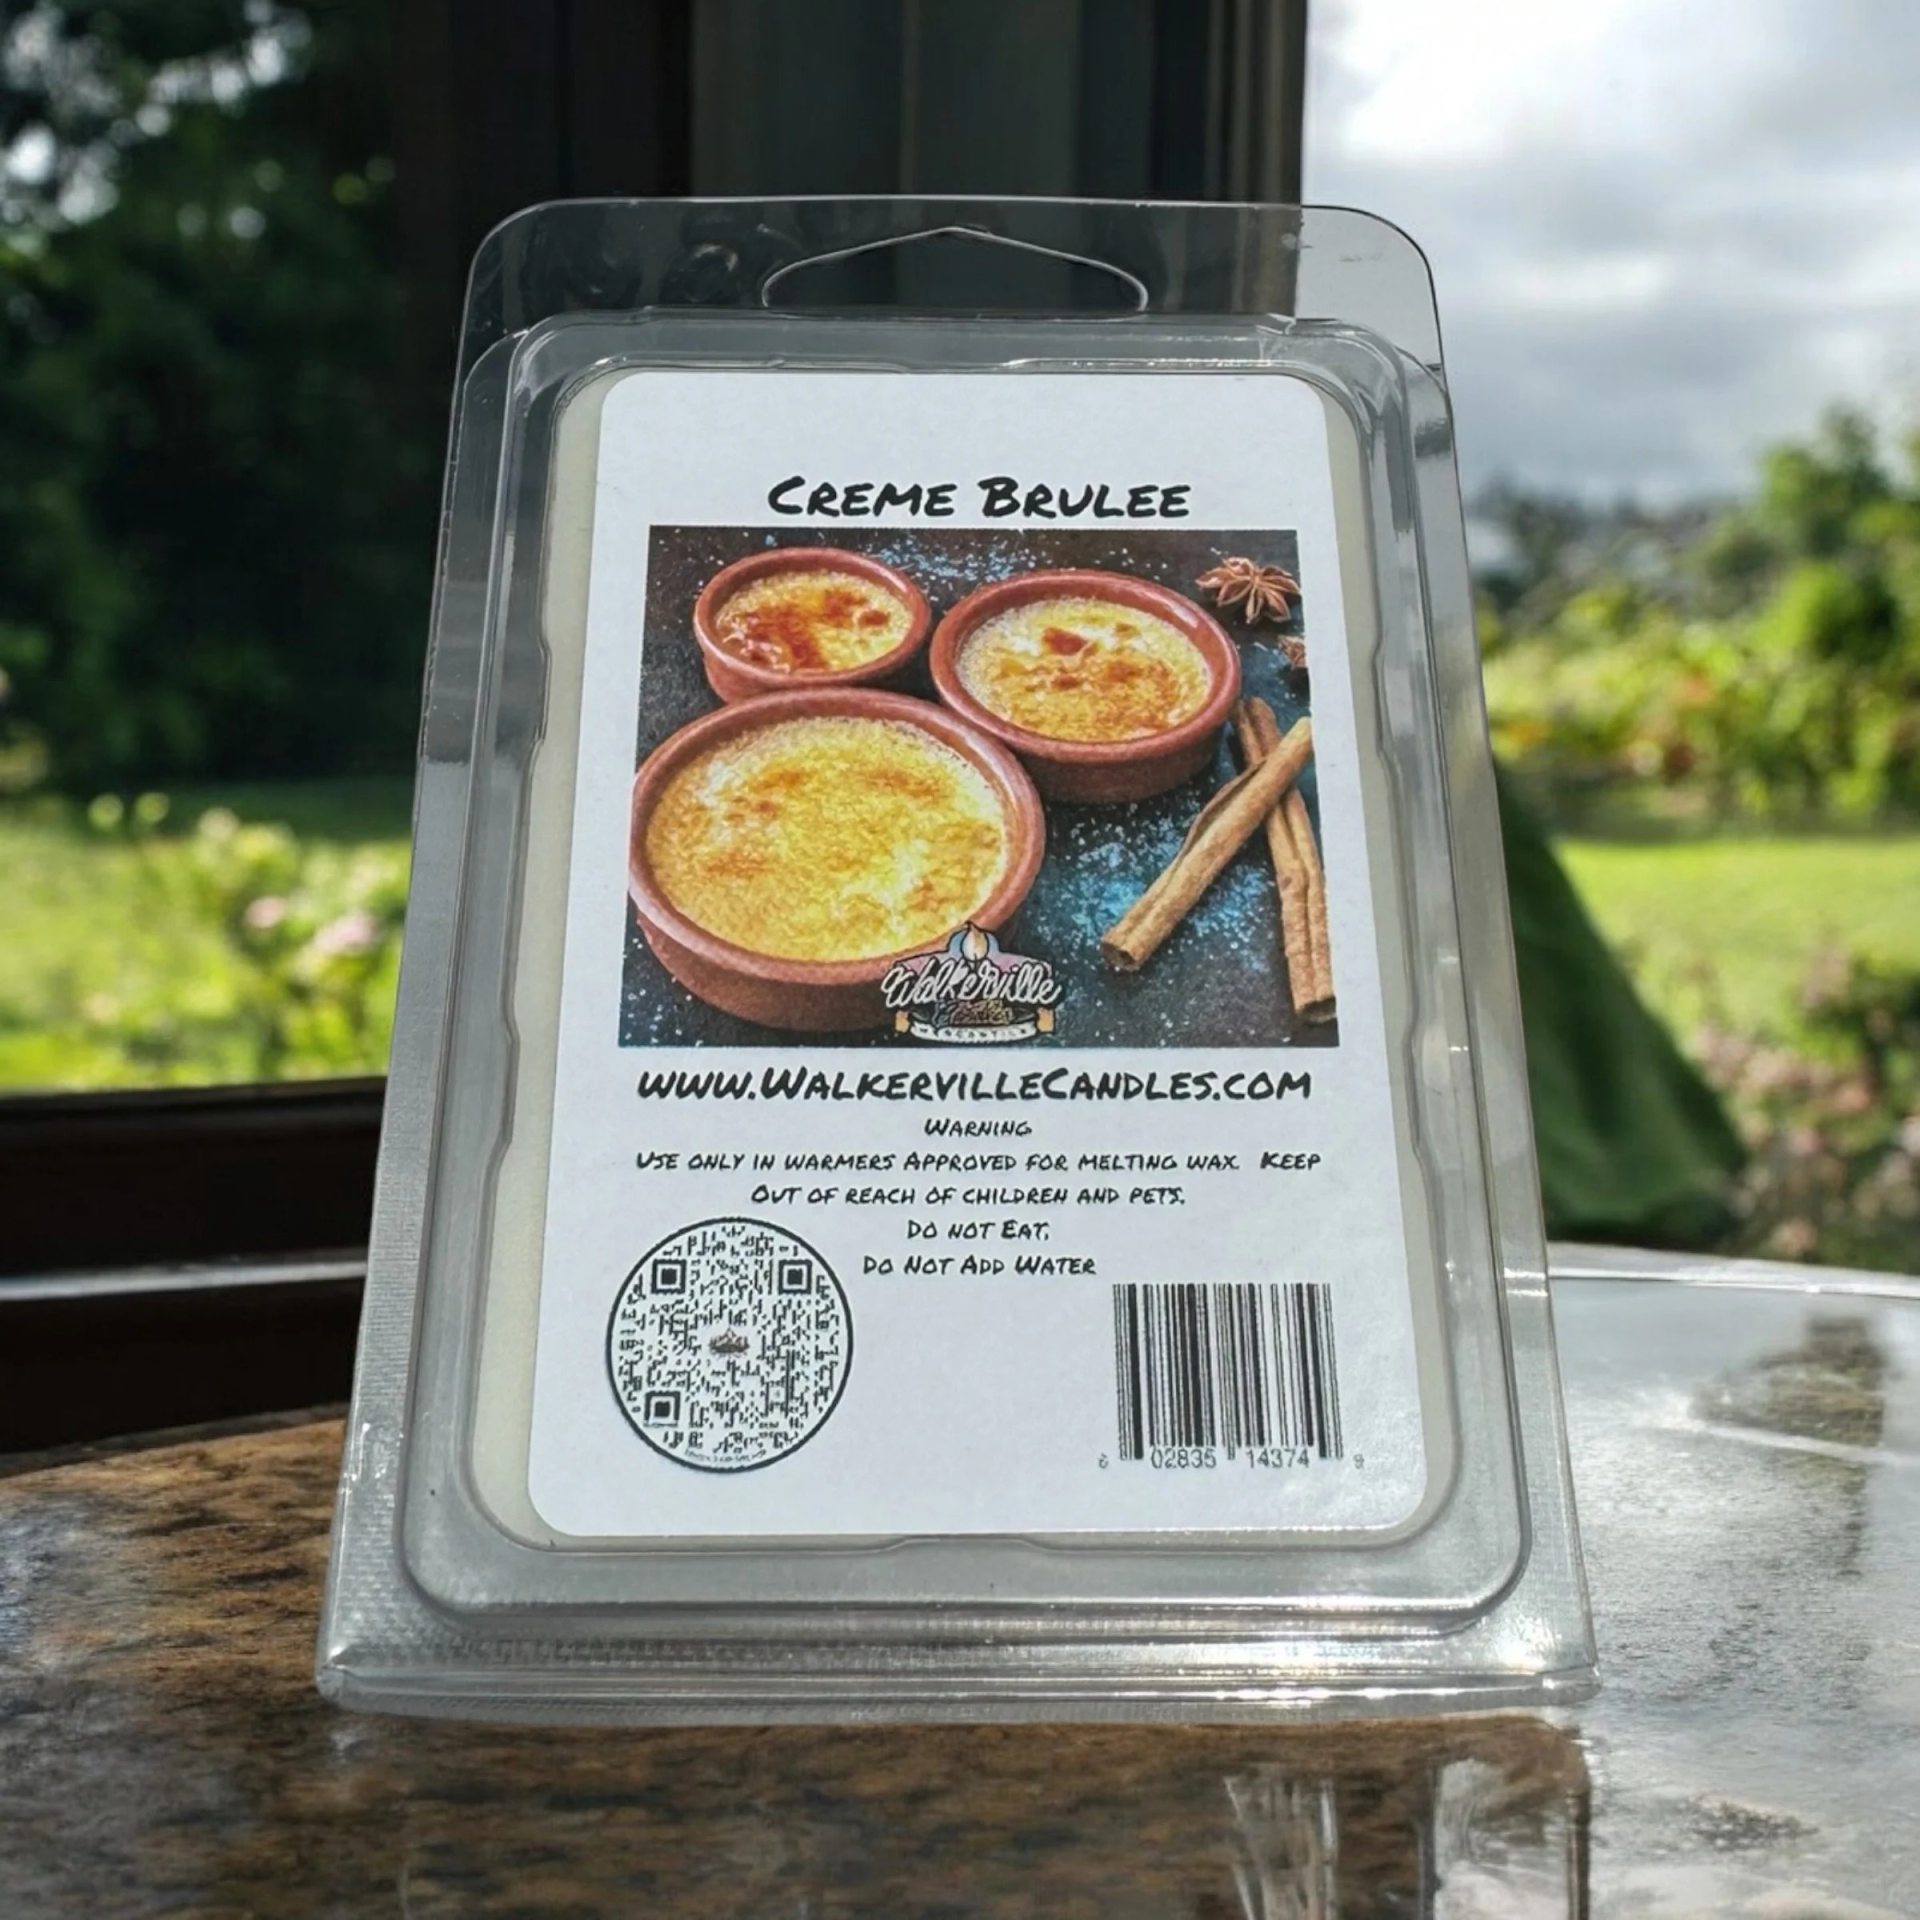 CREME BRULEE
Walkerville
WWW.WALKERVILLECANDLES.COM
WARNING
USE ONLY IN WARMERS APPROVED FOR MELTING WAX. KEEP
OUT OF REACH OF CHILDREN AND PETS.
DO NOT EAT.
DO NOT ADD WATER
02835 14374